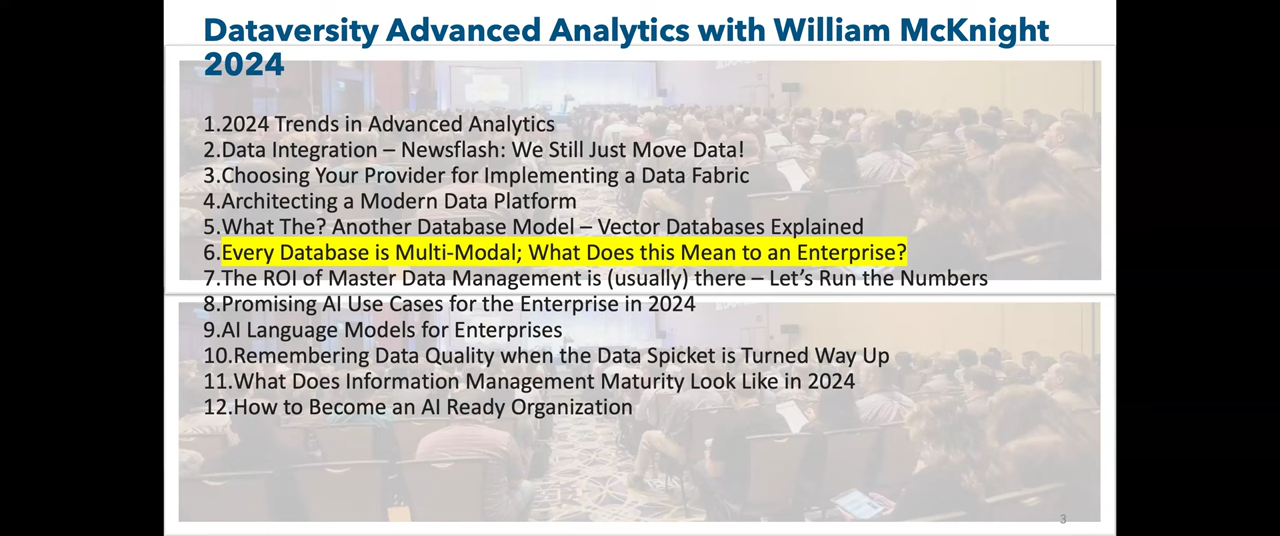 Dataversity Advanced Analytics with William McKnight
2024
1.2024 Trends in Advanced Analytics
2.Data Integration – Newsflash: We Still Just Move Data!
3.Choosing Your Provider for Implementing a Data Fabric
4.Architecting a Modern Data Platform
5.What The? Another Database Model – Vector Databases Explained
6.Every Database is Multi-Modal; What Does this Mean to an Enterprise?
7.The ROI of Master Data Management is (usually) there – Let’s Run the Numbers
8.Promising AI Use Cases for the Enterprise in 2024
9.AI Language Models for Enterprises
10.Remembering Data Quality when the Data Spicket is Turned Way Up
11.What Does Information Management Maturity Look Like in 2024
12.How to Become an AI Ready Organization
3